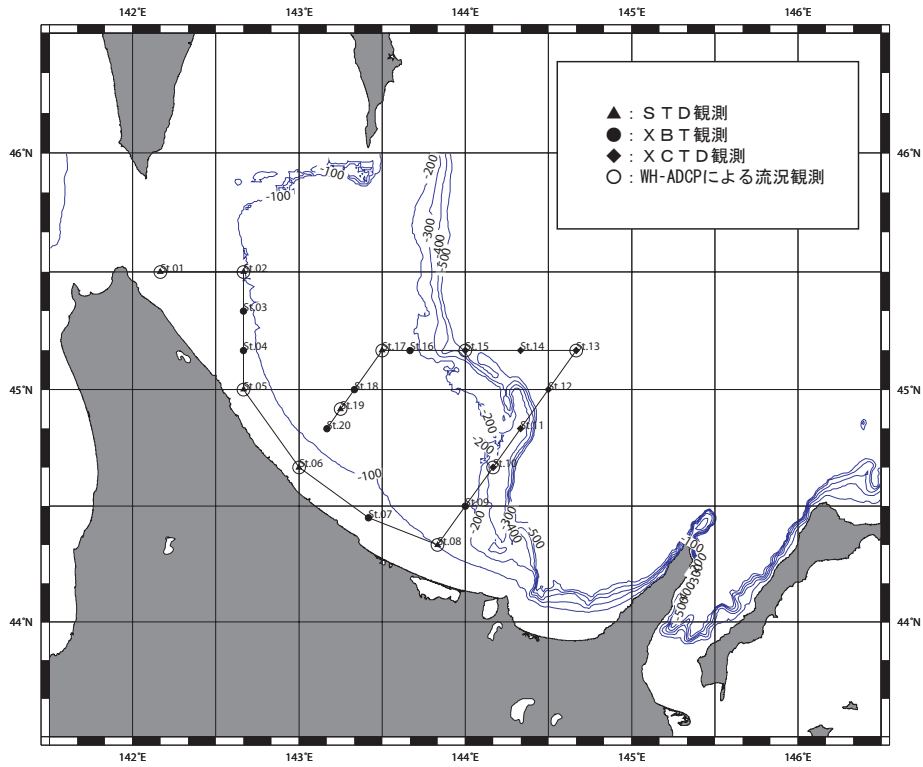 142°E 143°E 144°E 145°E 146°E
▲ : ＳＴＤ観測
● : ＸＢＴ観測
◆ : ＸＣＴＤ観測
○ : WH-ADCPによる流況観測
46°N 46°N
-100
-200
-100
-300
-400
-500
St.01 St.02
St.03
St.04 St.17 St.16 St.15 St.14 St.13
45°N 45°N
St.05 St.18 St.12
St.19
St.20 -200 St.11
-200
St.06 St.10
-100
St.09
St.07 -200 -300 -400 -500
St.08 -100
-200
-300
-400
-500
44°N 44°N
142°E 143°E 144°E 145°E 146°E